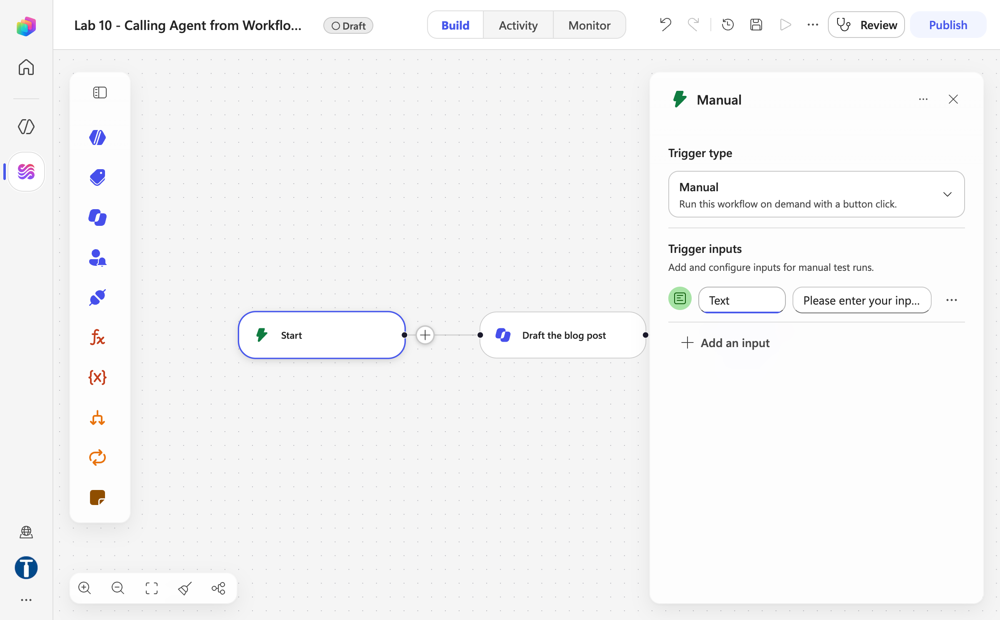 Lab 10 - Calling Agent from Workflo...
Draft
Build
Activity
Monitor
Review
Publish
Manual
Trigger type
Manual
Run this workflow on demand with a button click.
Trigger inputs
Add and configure inputs for manual test runs.
Text
Please enter your inp...
Add an input
Start
Draft the blog post